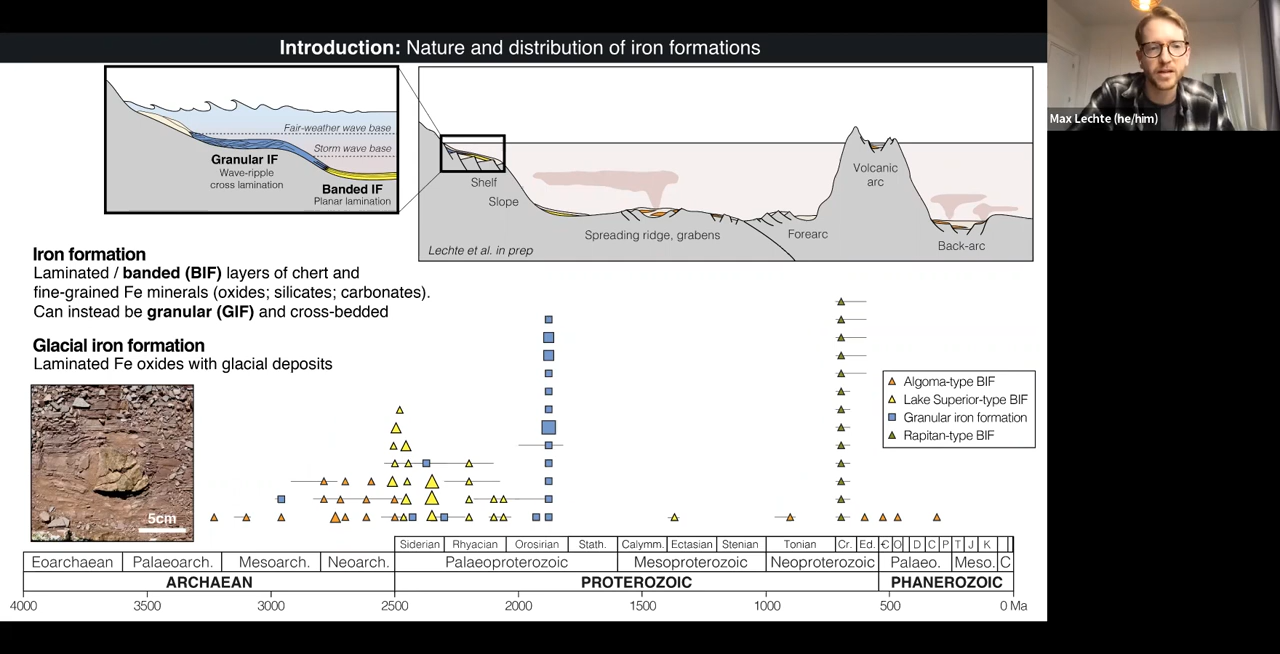 Introduction: Nature and distribution of iron formations
Max Lechte (he/him)
Fair-weather wave base
Storm wave base
Granular IF
Wave-ripple
cross lamination
Banded IF
Planar lamination
Shelf
Slope
Spreading ridge, grabens
Forearc
Volcanic
arc
Back-arc
Lechte et al. in prep
Iron formation
Laminated / banded (BIF) layers of chert and
fine-grained Fe minerals (oxides; silicates; carbonates).
Can instead be granular (GIF) and cross-bedded
Glacial iron formation
Laminated Fe oxides with glacial deposits
5cm
Algoma-type BIF
Lake Superior-type BIF
Granular iron formation
Rapitan-type BIF
Siderian Rhyacian Orosirian Stath. Calymm. Ectasian Stenian Tonian Cr. Ed. Є O D C P T J K
Eoarchaean Palaeoarch. Mesoarch. Neoarch. Palaeoproterozoic Mesoproterozoic Neoproterozoic Palaeo. Meso. C
ARCHAEAN PROTEROZOIC PHANEROZOIC
4000 3500 3000 2500 2000 1500 1000 500 0 Ma